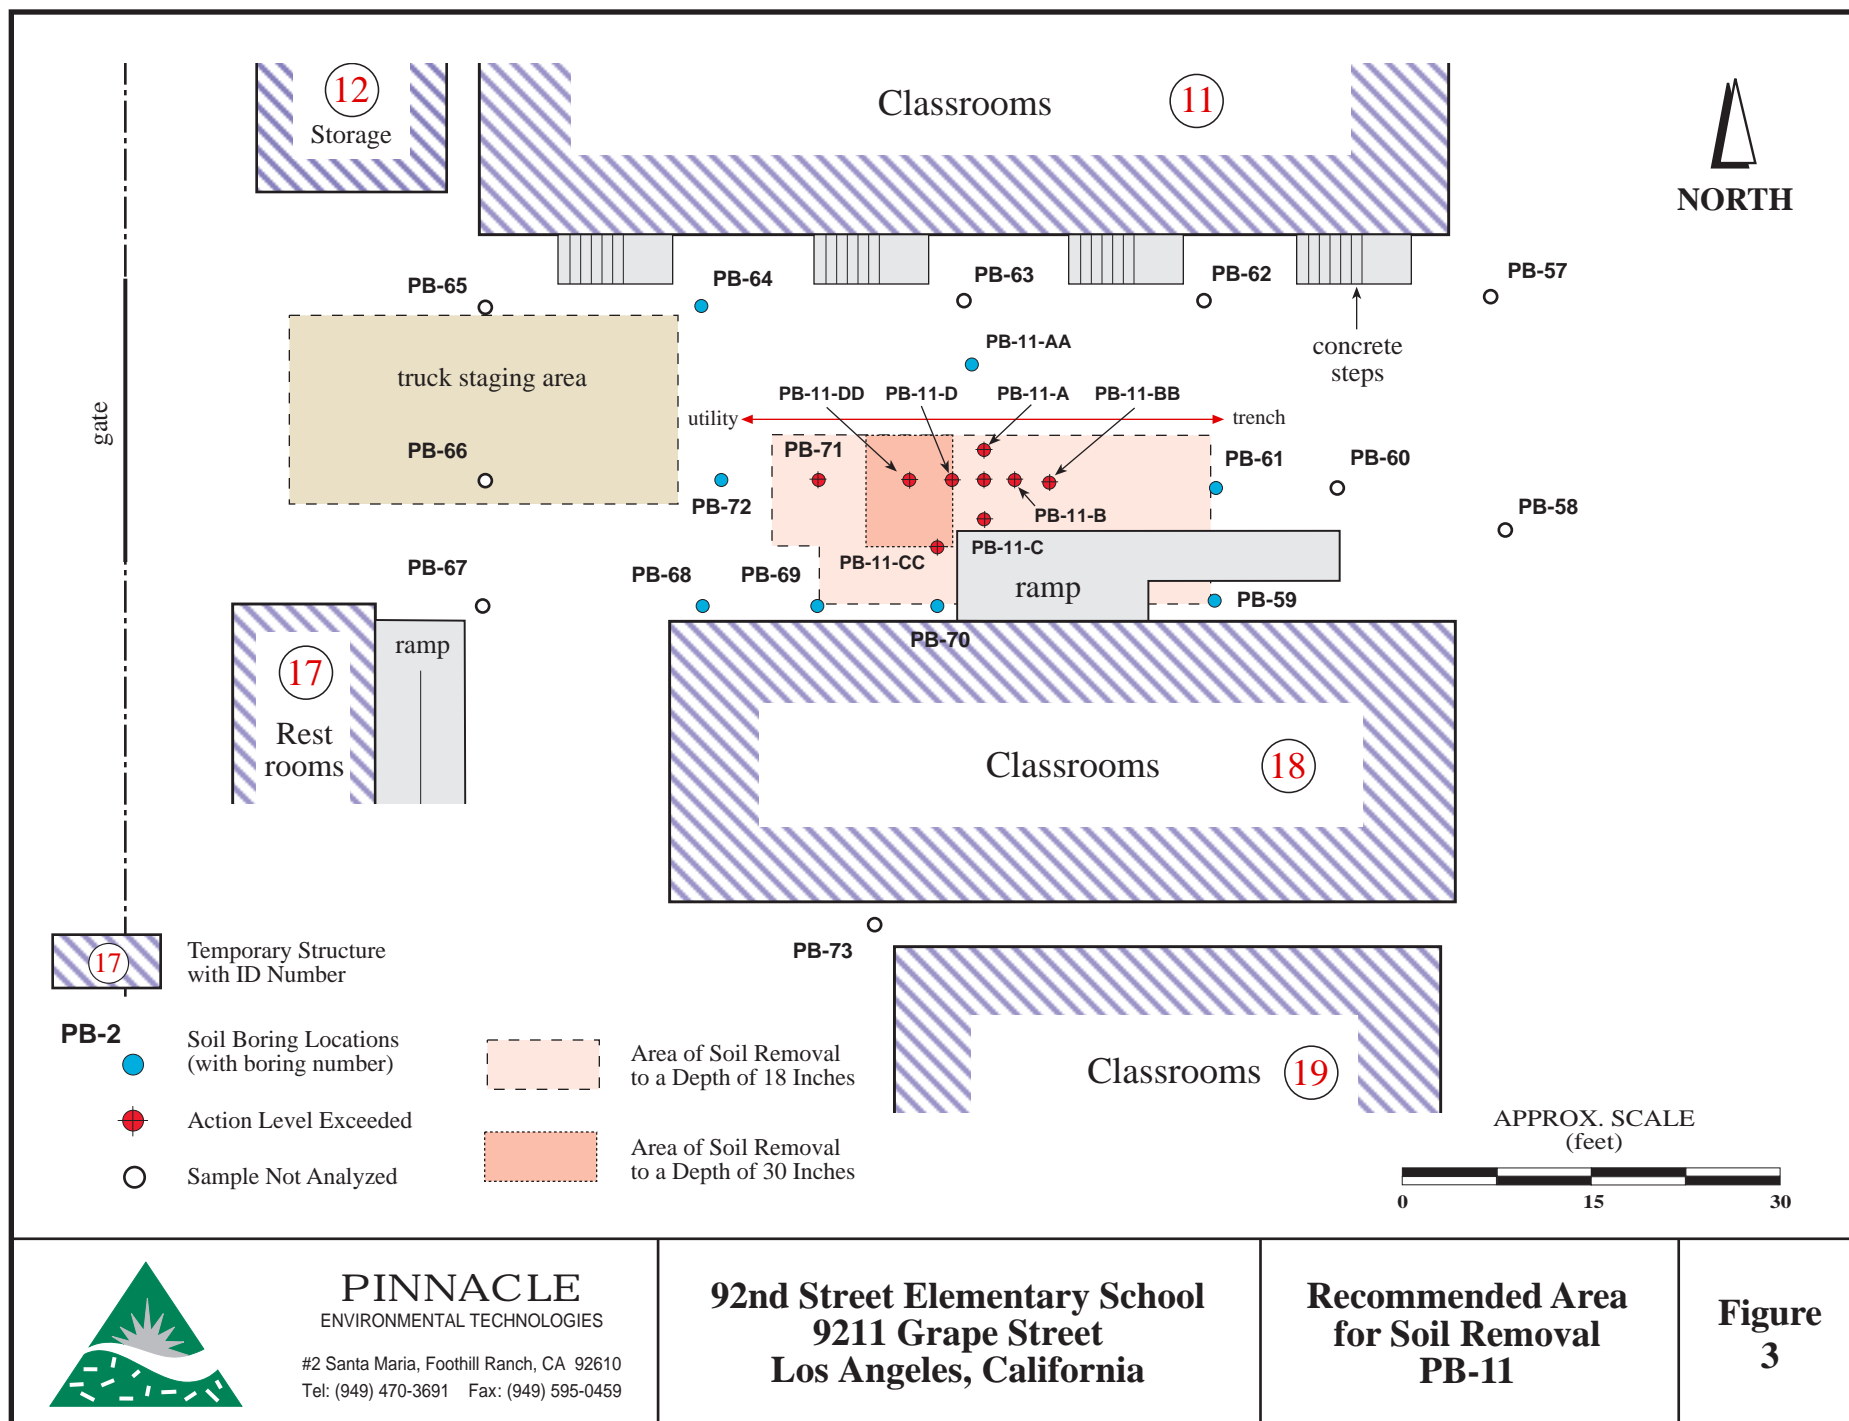 12
Storage
Classrooms
11
NORTH
PB-65
PB-64
PB-63
PB-62
PB-57
PB-11-AA
concrete
steps
truck staging area
PB-11-DD
PB-11-D
PB-11-A
PB-11-BB
utility
trench
gate
PB-66
PB-71
PB-61
PB-60
PB-72
PB-11-B
PB-58
PB-11-C
PB-11-CC
PB-67
PB-68
PB-69
ramp
PB-59
PB-70
ramp
17
Rest
rooms
Classrooms
18
PB-73
17
Temporary Structure
with ID Number
PB-2
Soil Boring Locations
(with boring number)
Action Level Exceeded
Sample Not Analyzed
Area of Soil Removal
to a Depth of 18 Inches
Area of Soil Removal
to a Depth of 30 Inches
Classrooms
19
APPROX. SCALE
(feet)
0
15
30
PINNACLE
ENVIRONMENTAL TECHNOLOGIES
#2 Santa Maria, Foothill Ranch, CA 92610
Tel: (949) 470-3691 Fax: (949) 595-0459
92nd Street Elementary School
9211 Grape Street
Los Angeles, California
Recommended Area
for Soil Removal
PB-11
Figure
3